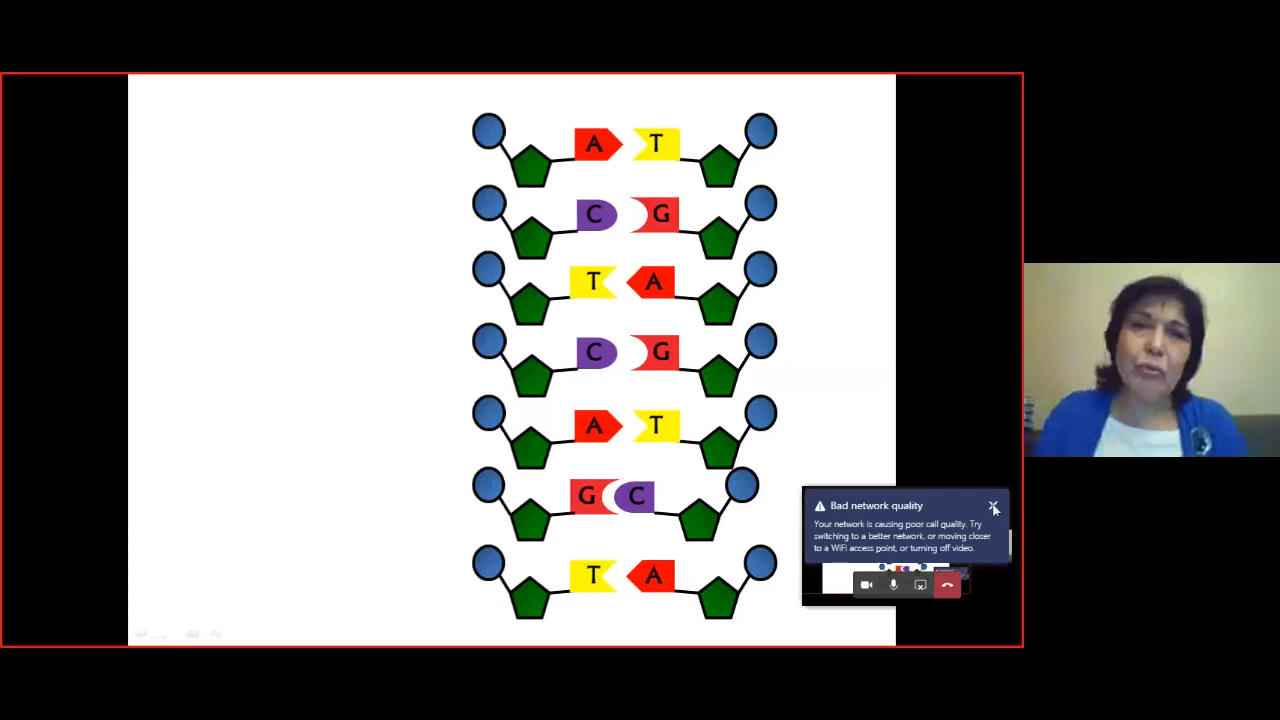 A T
C G
T A
C G
A T
G C
T A
Bad network quality
Your network is causing poor call quality. Try
switching to a better network, or moving closer
to a WiFi access point, or turning off video.